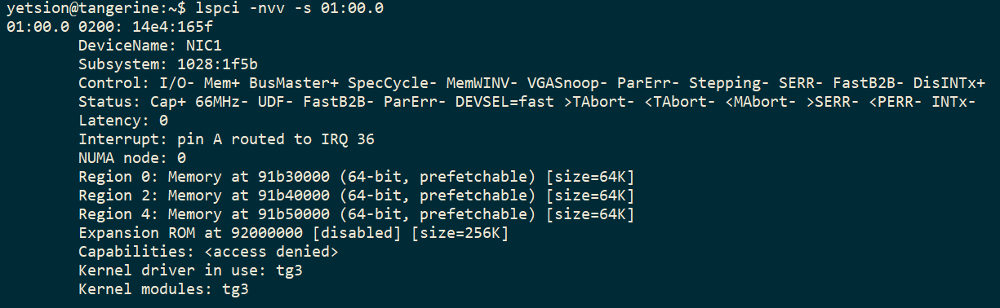 yetsion@tangerine:~$ lspci -nvv -s 01:00.0
01:00.0 0200: 14e4:165f
        DeviceName: NIC1
        Subsystem: 1028:1f5b
        Control: I/O- Mem+ BusMaster+ SpecCycle- MemWINV- VGASnoop- ParErr- Stepping- SERR- FastB2B- DisINTx+
        Status: Cap+ 66MHz- UDF- FastB2B- ParErr- DEVSEL=fast >TAbort- <TAbort- <MAbort- >SERR- <PERR- INTx-
        Latency: 0
        Interrupt: pin A routed to IRQ 36
        NUMA node: 0
        Region 0: Memory at 91b30000 (64-bit, prefetchable) [size=64K]
        Region 2: Memory at 91b40000 (64-bit, prefetchable) [size=64K]
        Region 4: Memory at 91b50000 (64-bit, prefetchable) [size=64K]
        Expansion ROM at 92000000 [disabled] [size=256K]
        Capabilities: <access denied>
        Kernel driver in use: tg3
        Kernel modules: tg3